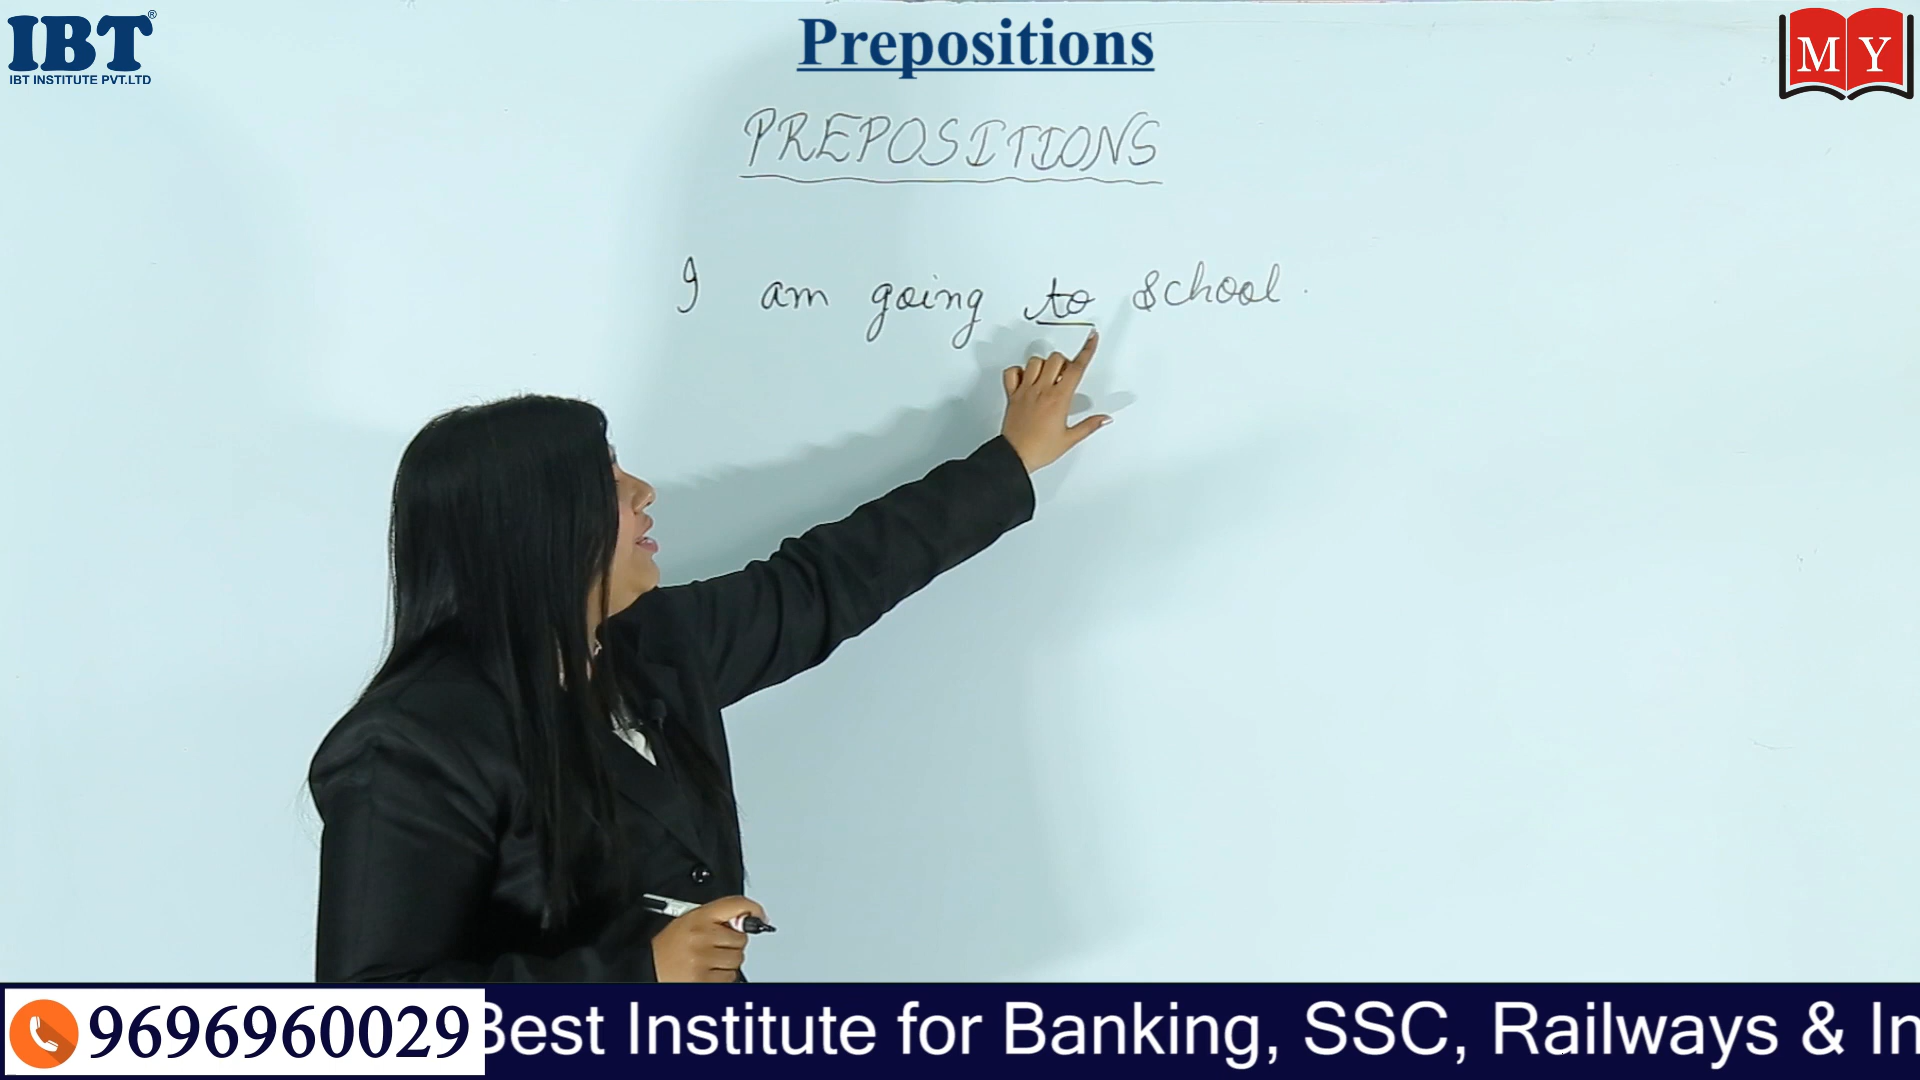 IBT®
IBT INSTITUTE PVT.LTD
Prepositions
M Y
PREPOSITIONS
I am going to school.
9696960029
Best Institute for Banking, SSC, Railways & In